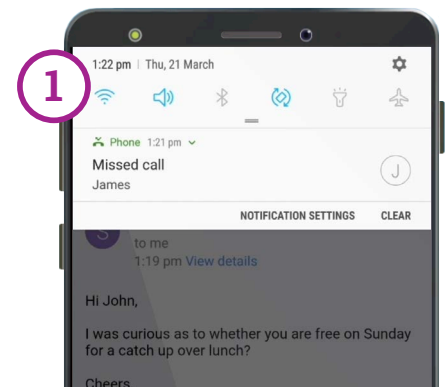 1
1:22 pm | Thu, 21 March
Phone 1:21 pm
Missed call
James
J
NOTIFICATION SETTINGS CLEAR
S
to me
1:19 pm View details
Hi John,
I was curious as to whether you are free on Sunday
for a catch up over lunch?
Cheers